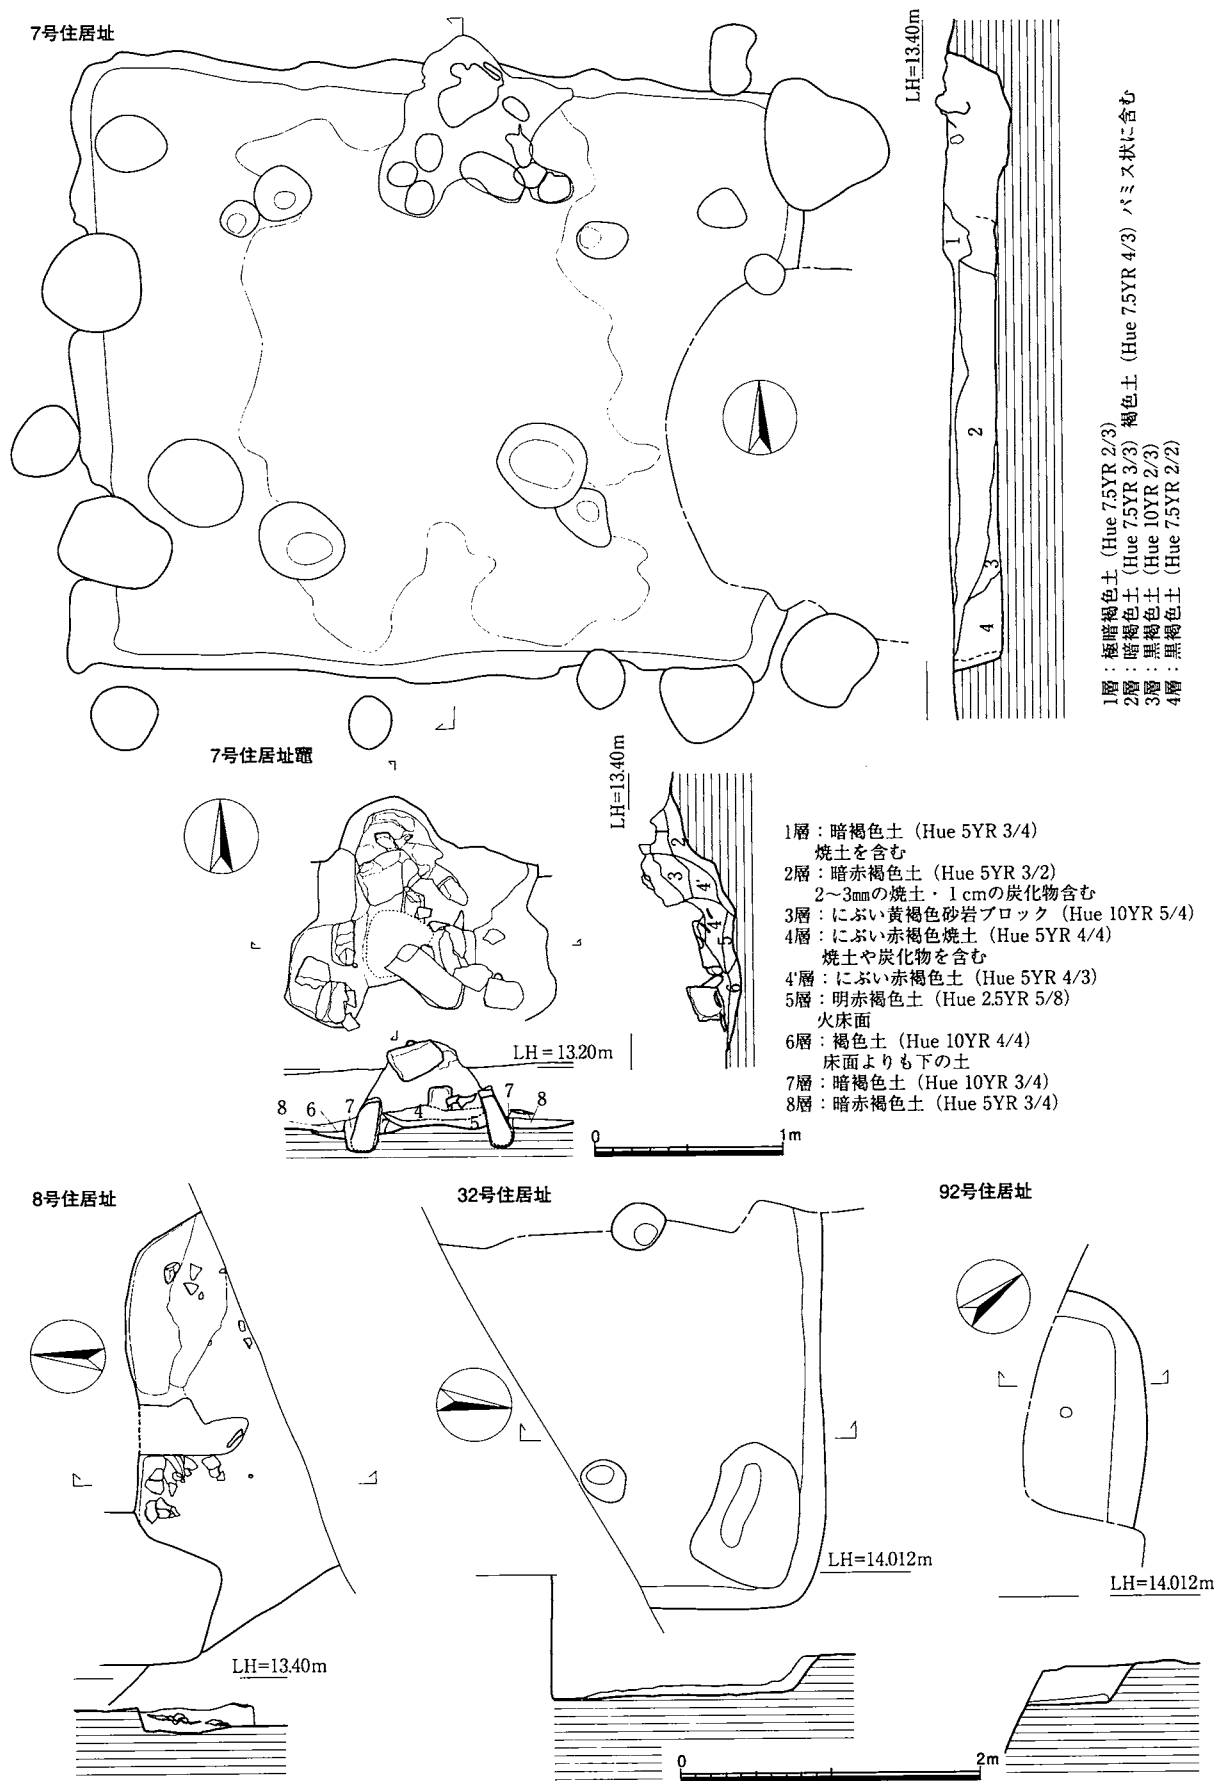 7号住居址
LH=13.40m
1
2
3
4
1層：極暗褐色土（Hue 7.5YR 2/3）
2層：暗褐色土（Hue 7.5YR 3/3）褐色土（Hue 7.5YR 4/3）パミス状に含む
3層：黒褐色土（Hue 10YR 2/3）
4層：黒褐色土（Hue 7.5YR 2/2）
7号住居址竈
LH=13.40m
2
3
4'
4
5
6
1層：暗褐色土（Hue 5YR 3/4）
焼土を含む
2層：暗赤褐色土（Hue 5YR 3/2）
2〜3㎜の焼土・1cmの炭化物含む
3層：にぶい黄褐色砂岩ブロック（Hue 10YR 5/4）
4層：にぶい赤褐色焼土（Hue 5YR 4/4）
焼土や炭化物を含む
4'層：にぶい赤褐色土（Hue 5YR 4/3）
5層：明赤褐色土（Hue 2.5YR 5/8）
火床面
6層：褐色土（Hue 10YR 4/4）
床面よりも下の土
7層：暗褐色土（Hue 10YR 3/4）
8層：暗赤褐色土（Hue 5YR 3/4）
LH=13.20m
8 6 7 4 5 7 8
0 1m
8号住居址
LH=13.40m
32号住居址
LH=14.012m
92号住居址
LH=14.012m
0 2m